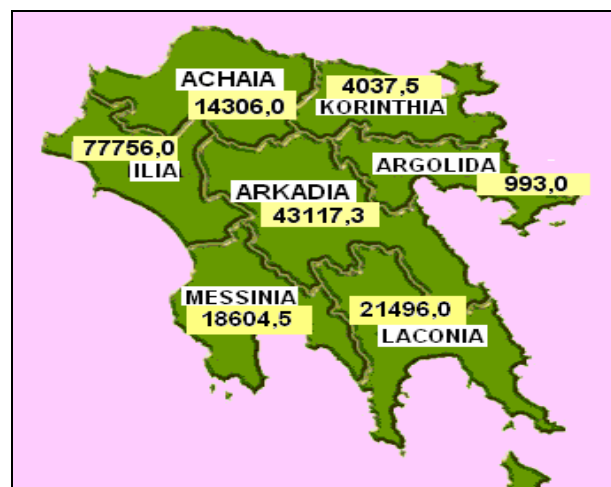 ACHAIA
14306,0
4037,5
KORINTHIA
77756,0
ILIA
ARGOLIDA
993,0
ARKADIA
43117,3
MESSINIA
18604,5
21496,0
LACONIA